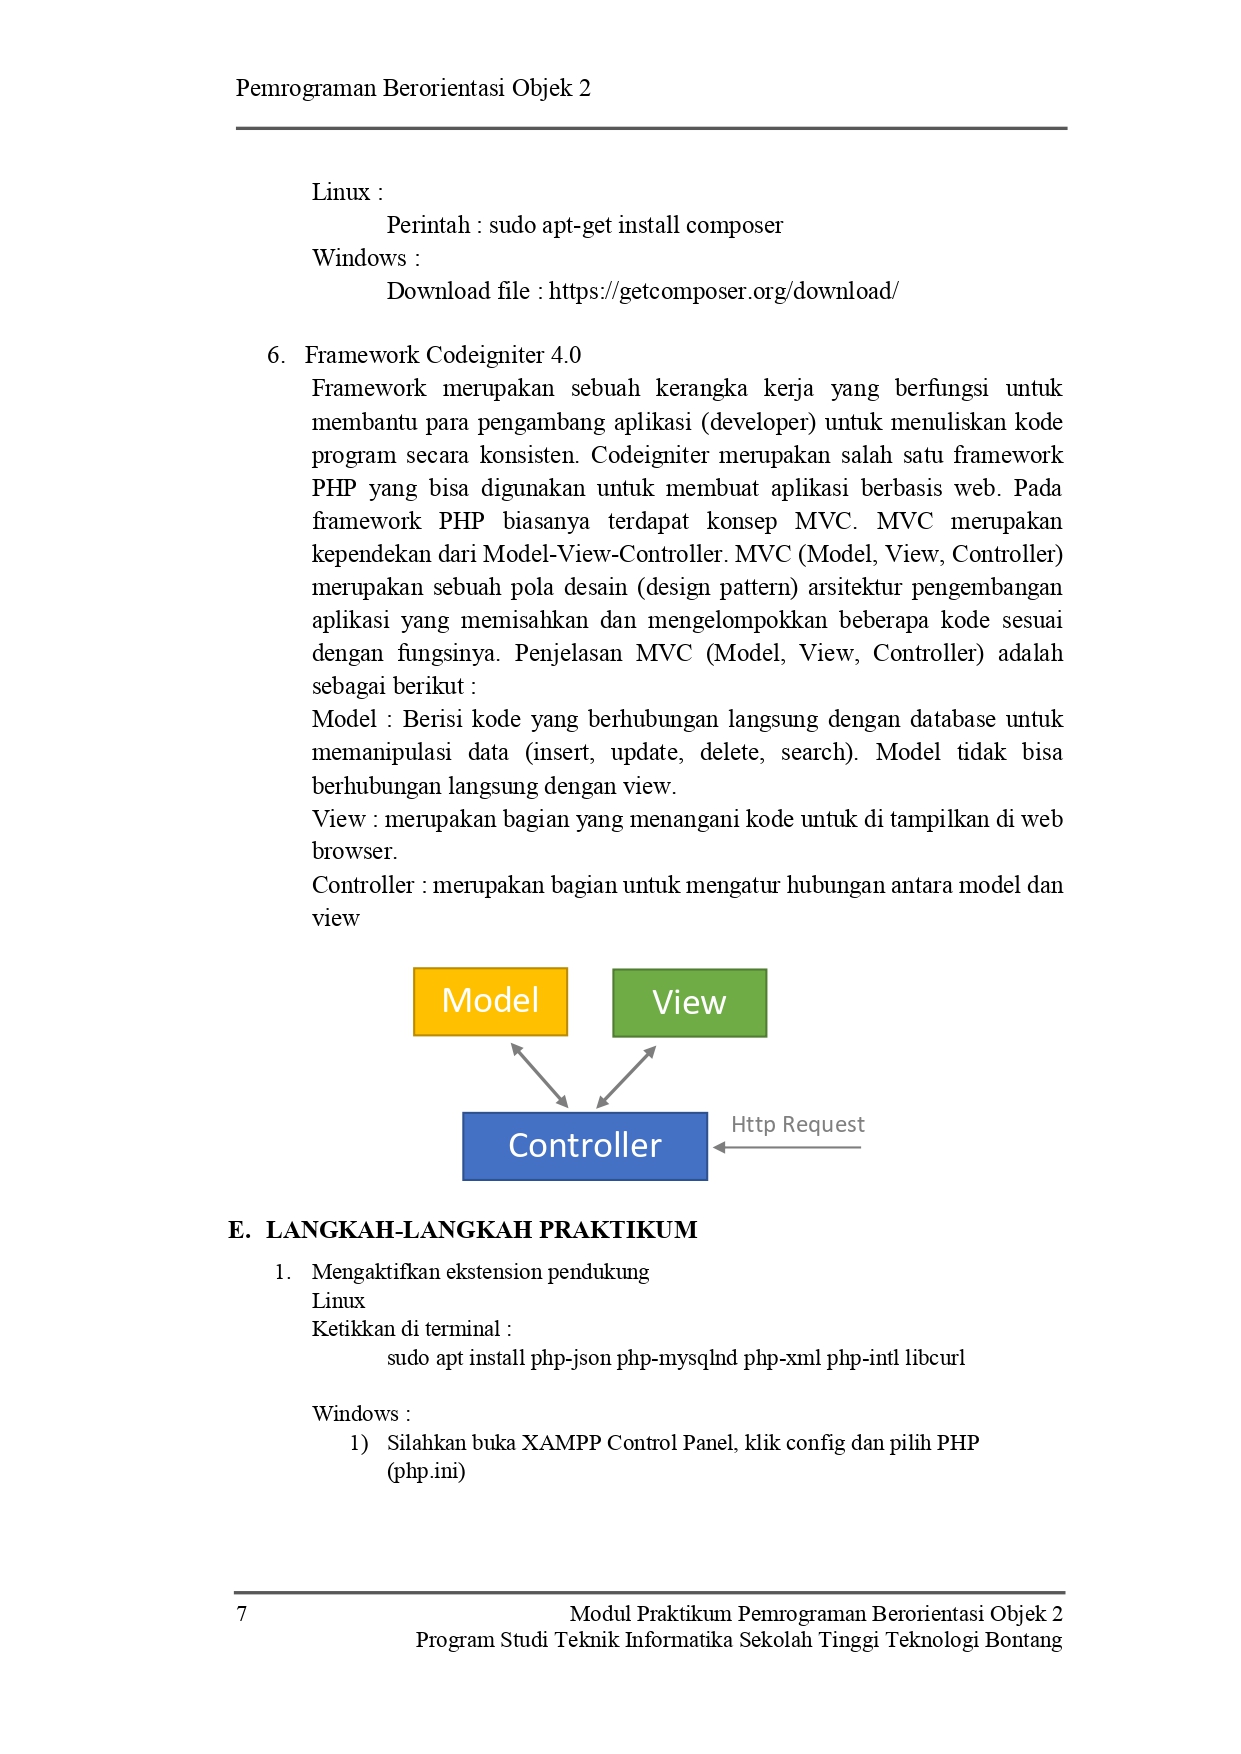 Pemrograman Berorientasi Objek 2
Linux :
Perintah : sudo apt-get install composer
Windows :
Download file : https://getcomposer.org/download/
6. Framework Codeigniter 4.0
Framework merupakan sebuah kerangka kerja yang berfungsi untuk
membantu para pengambang aplikasi (developer) untuk menuliskan kode
program secara konsisten. Codeigniter merupakan salah satu framework
PHP yang bisa digunakan untuk membuat aplikasi berbasis web. Pada
framework PHP biasanya terdapat konsep MVC. MVC merupakan
kependekan dari Model-View-Controller. MVC (Model, View, Controller)
merupakan sebuah pola desain (design pattern) arsitektur pengembangan
aplikasi yang memisahkan dan mengelompokkan beberapa kode sesuai
dengan fungsinya. Penjelasan MVC (Model, View, Controller) adalah
sebagai berikut :
Model : Berisi kode yang berhubungan langsung dengan database untuk
memanipulasi data (insert, update, delete, search). Model tidak bisa
berhubungan langsung dengan view.
View : merupakan bagian yang menangani kode untuk di tampilkan di web
browser.
Controller : merupakan bagian untuk mengatur hubungan antara model dan
view
Model
View
Controller
Http Request
E. LANGKAH-LANGKAH PRAKTIKUM
1. Mengaktifkan ekstension pendukung
Linux
Ketikkan di terminal :
sudo apt install php-json php-mysqlnd php-xml php-intl libcurl
Windows :
1) Silahkan buka XAMPP Control Panel, klik config dan pilih PHP
(php.ini)
7
Modul Praktikum Pemrograman Berorientasi Objek 2
Program Studi Teknik Informatika Sekolah Tinggi Teknologi Bontang